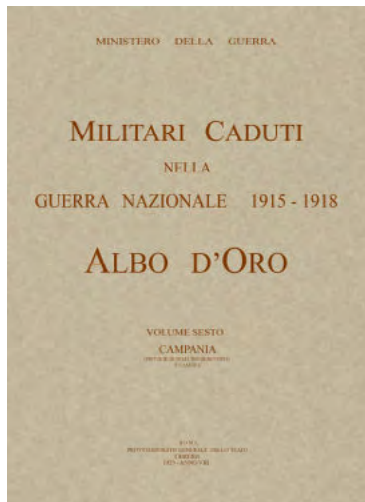 MINISTERO DELLA GUERRA
MILITARI CADUTI
NELLA
GUERRA NAZIONALE 1915 - 1918
ALBO D'ORO
VOLUME SESTO
CAMPANIA
ROMA